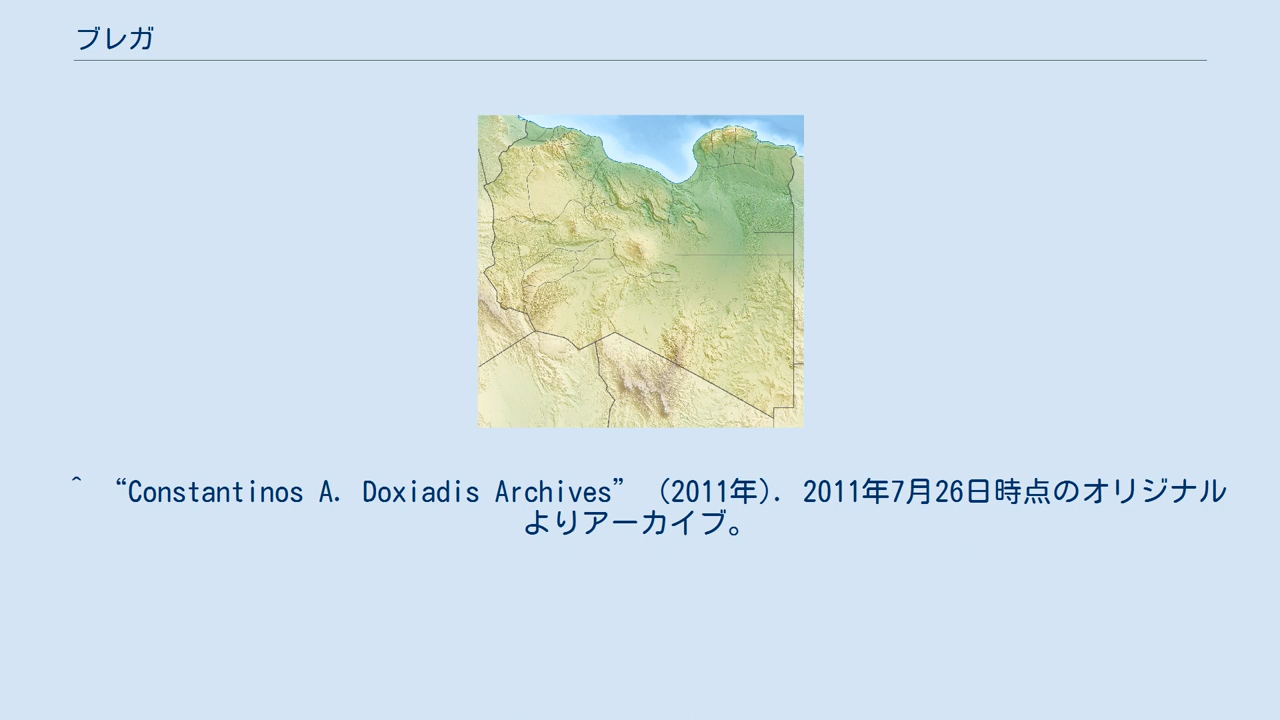 ブレガ
^ “Constantinos A. Doxiadis Archives” (2011年). 2011年7月26日時点のオリジナル
よりアーカイブ。